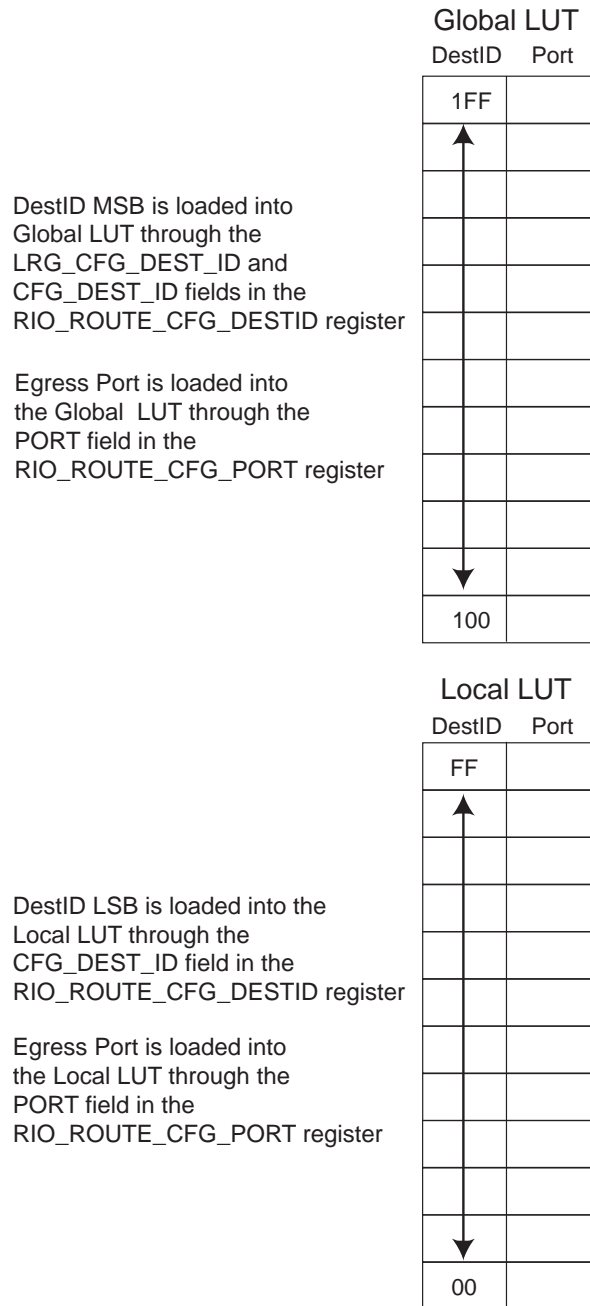 Global LUT
DestID Port
1FF
DestID MSB is loaded into
Global LUT through the
LRG_CFG_DEST_ID and
CFG_DEST_ID fields in the
RIO_ROUTE_CFG_DESTID register
Egress Port is loaded into
the Global LUT through the
PORT field in the
RIO_ROUTE_CFG_PORT register
100
Local LUT
DestID Port
FF
DestID LSB is loaded into the
Local LUT through the
CFG_DEST_ID field in the
RIO_ROUTE_CFG_DESTID register
Egress Port is loaded into
the Local LUT through the
PORT field in the
RIO_ROUTE_CFG_PORT register
00